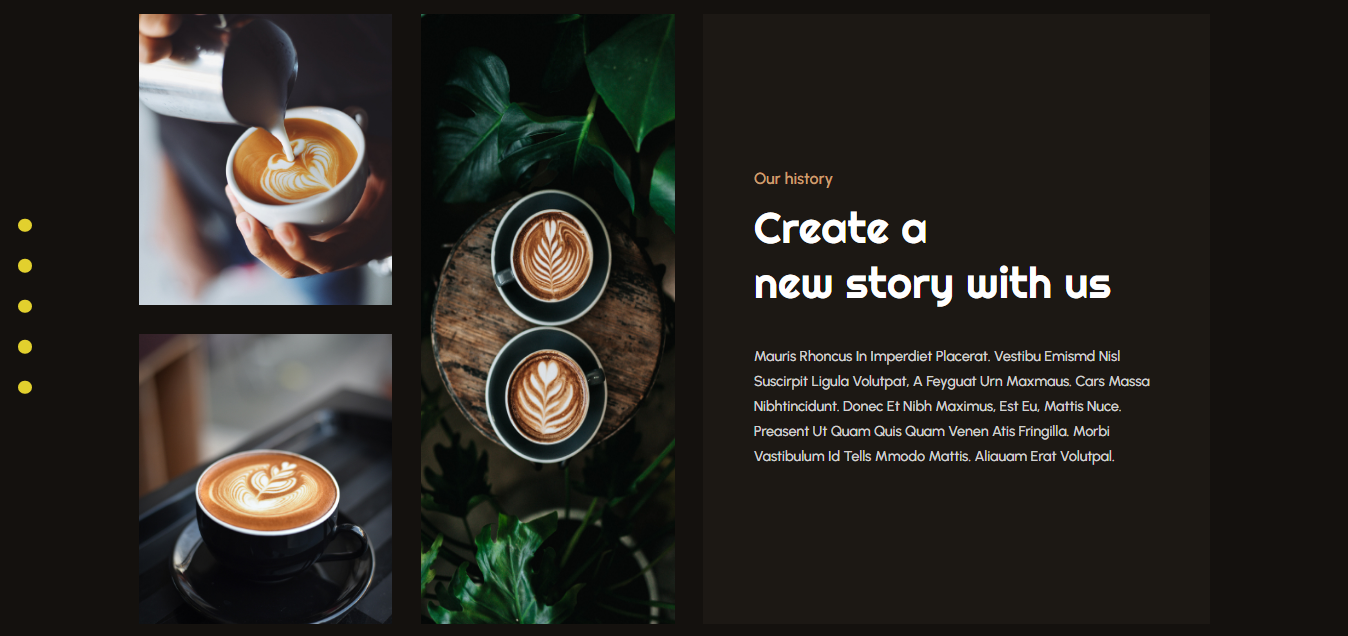 Our history
Create a
new story with us
Mauris Rhoncus In Imperdiet Placerat. Vestibu Emismd Nisl
Suscirpit Ligula Volutpat, A Feyguat Urn Maxmaus. Cars Massa
Nibhtincidunt. Donec Et Nibh Maximus, Est Eu, Mattis Nuce.
Preasent Ut Quam Quis Quam Venen Atis Fringilla. Morbi
Vastibulum Id Tells Mmodo Mattis. Aliauam Erat Volutpal.